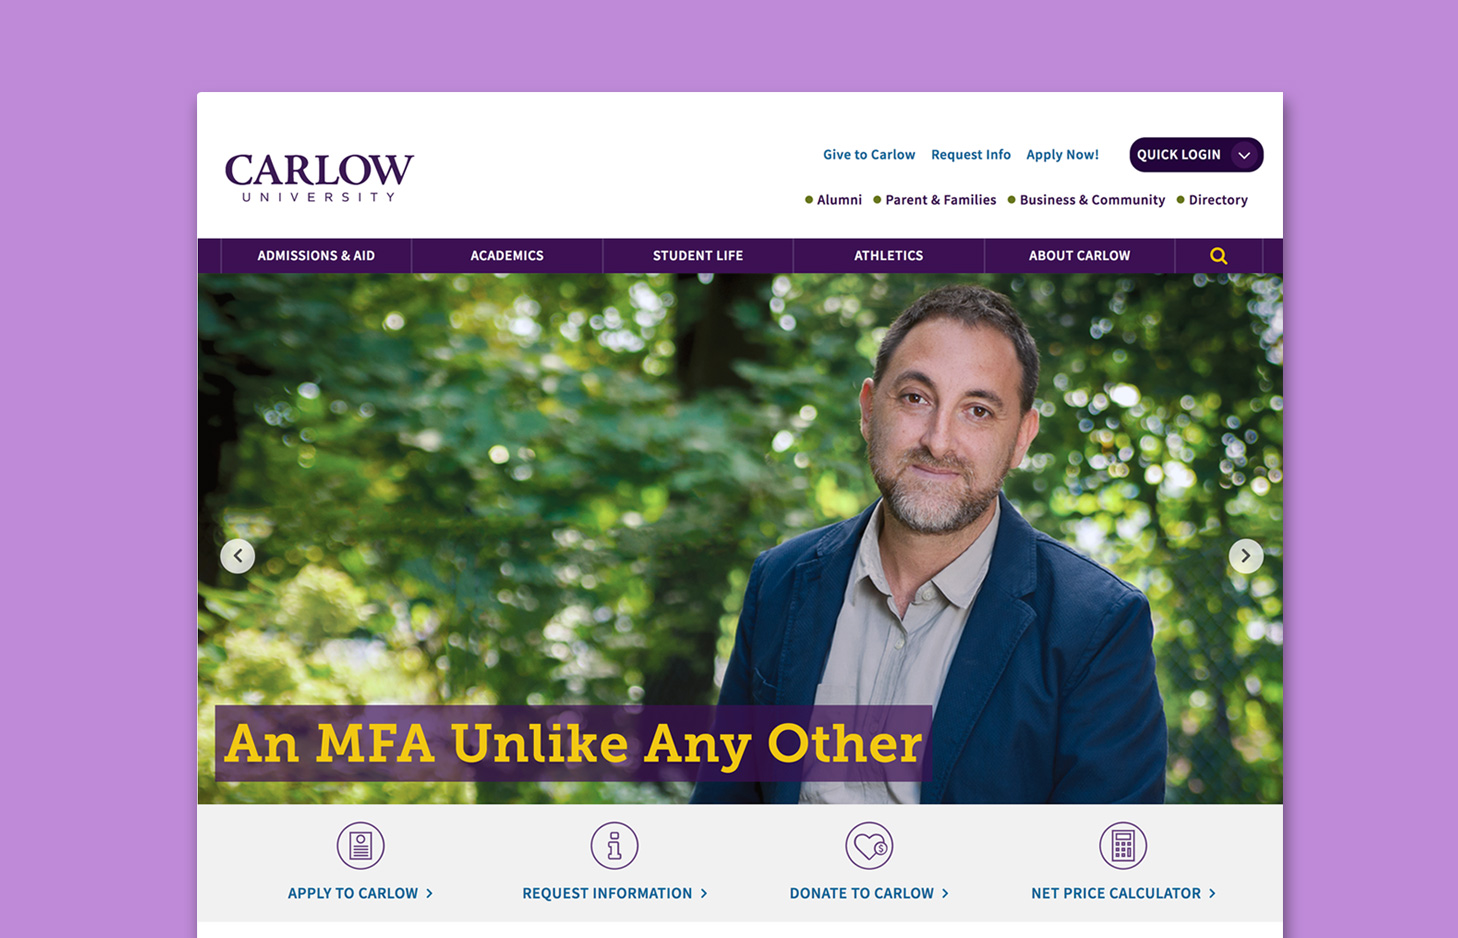 CARLOW
UNIVERSITY
Give to Carlow Request Info Apply Now! QUICK LOGIN
Alumni Parent & Families Business & Community Directory
ADMISSIONS & AID ACADEMICS STUDENT LIFE ATHLETICS ABOUT CARLOW
An MFA Unlike Any Other
APPLY TO CARLOW REQUEST INFORMATION DONATE TO CARLOW NET PRICE CALCULATOR